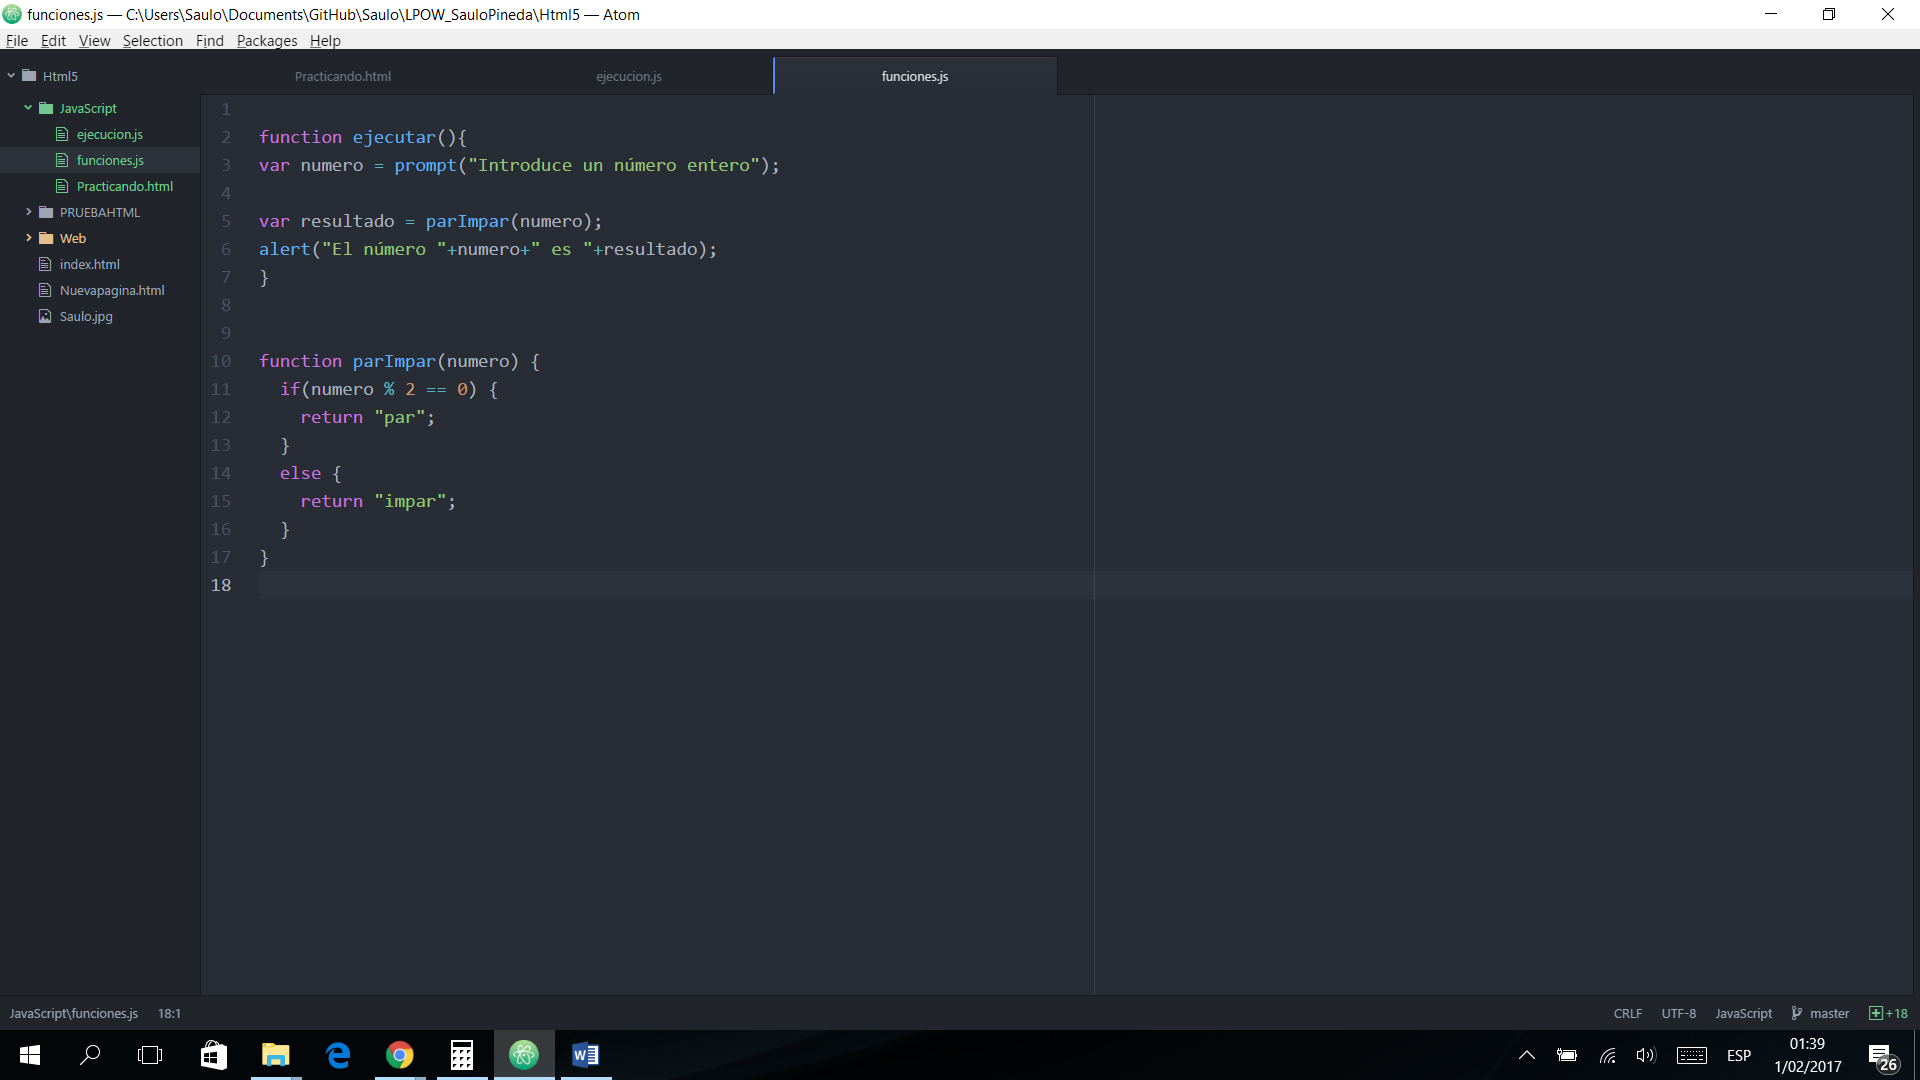 funciones.js — C:\Users\Saulo\Documents\GitHub\Saulo\LPOW_SauloPineda\Html5 — Atom
File Edit View Selection Find Packages Help
Html5
JavaScript
ejecucion.js
funciones.js
Practicando.html
PRUEBAHTML
Web
index.html
Nuevapagina.html
Saulo.jpg
Practicando.html ejecucion.js funciones.js
1
2 function ejecutar(){
3 var numero = prompt("Introduce un número entero");
4
5 var resultado = parImpar(numero);
6 alert("El número "+numero+" es "+resultado);
7 }
8
9
10 function parImpar(numero) {
11   if(numero % 2 == 0) {
12     return "par";
13   }
14   else {
15     return "impar";
16   }
17 }
18
JavaScript\funciones.js 18:1 CRLF UTF-8 JavaScript master +18
W ESP 01:39
1/02/2017 26